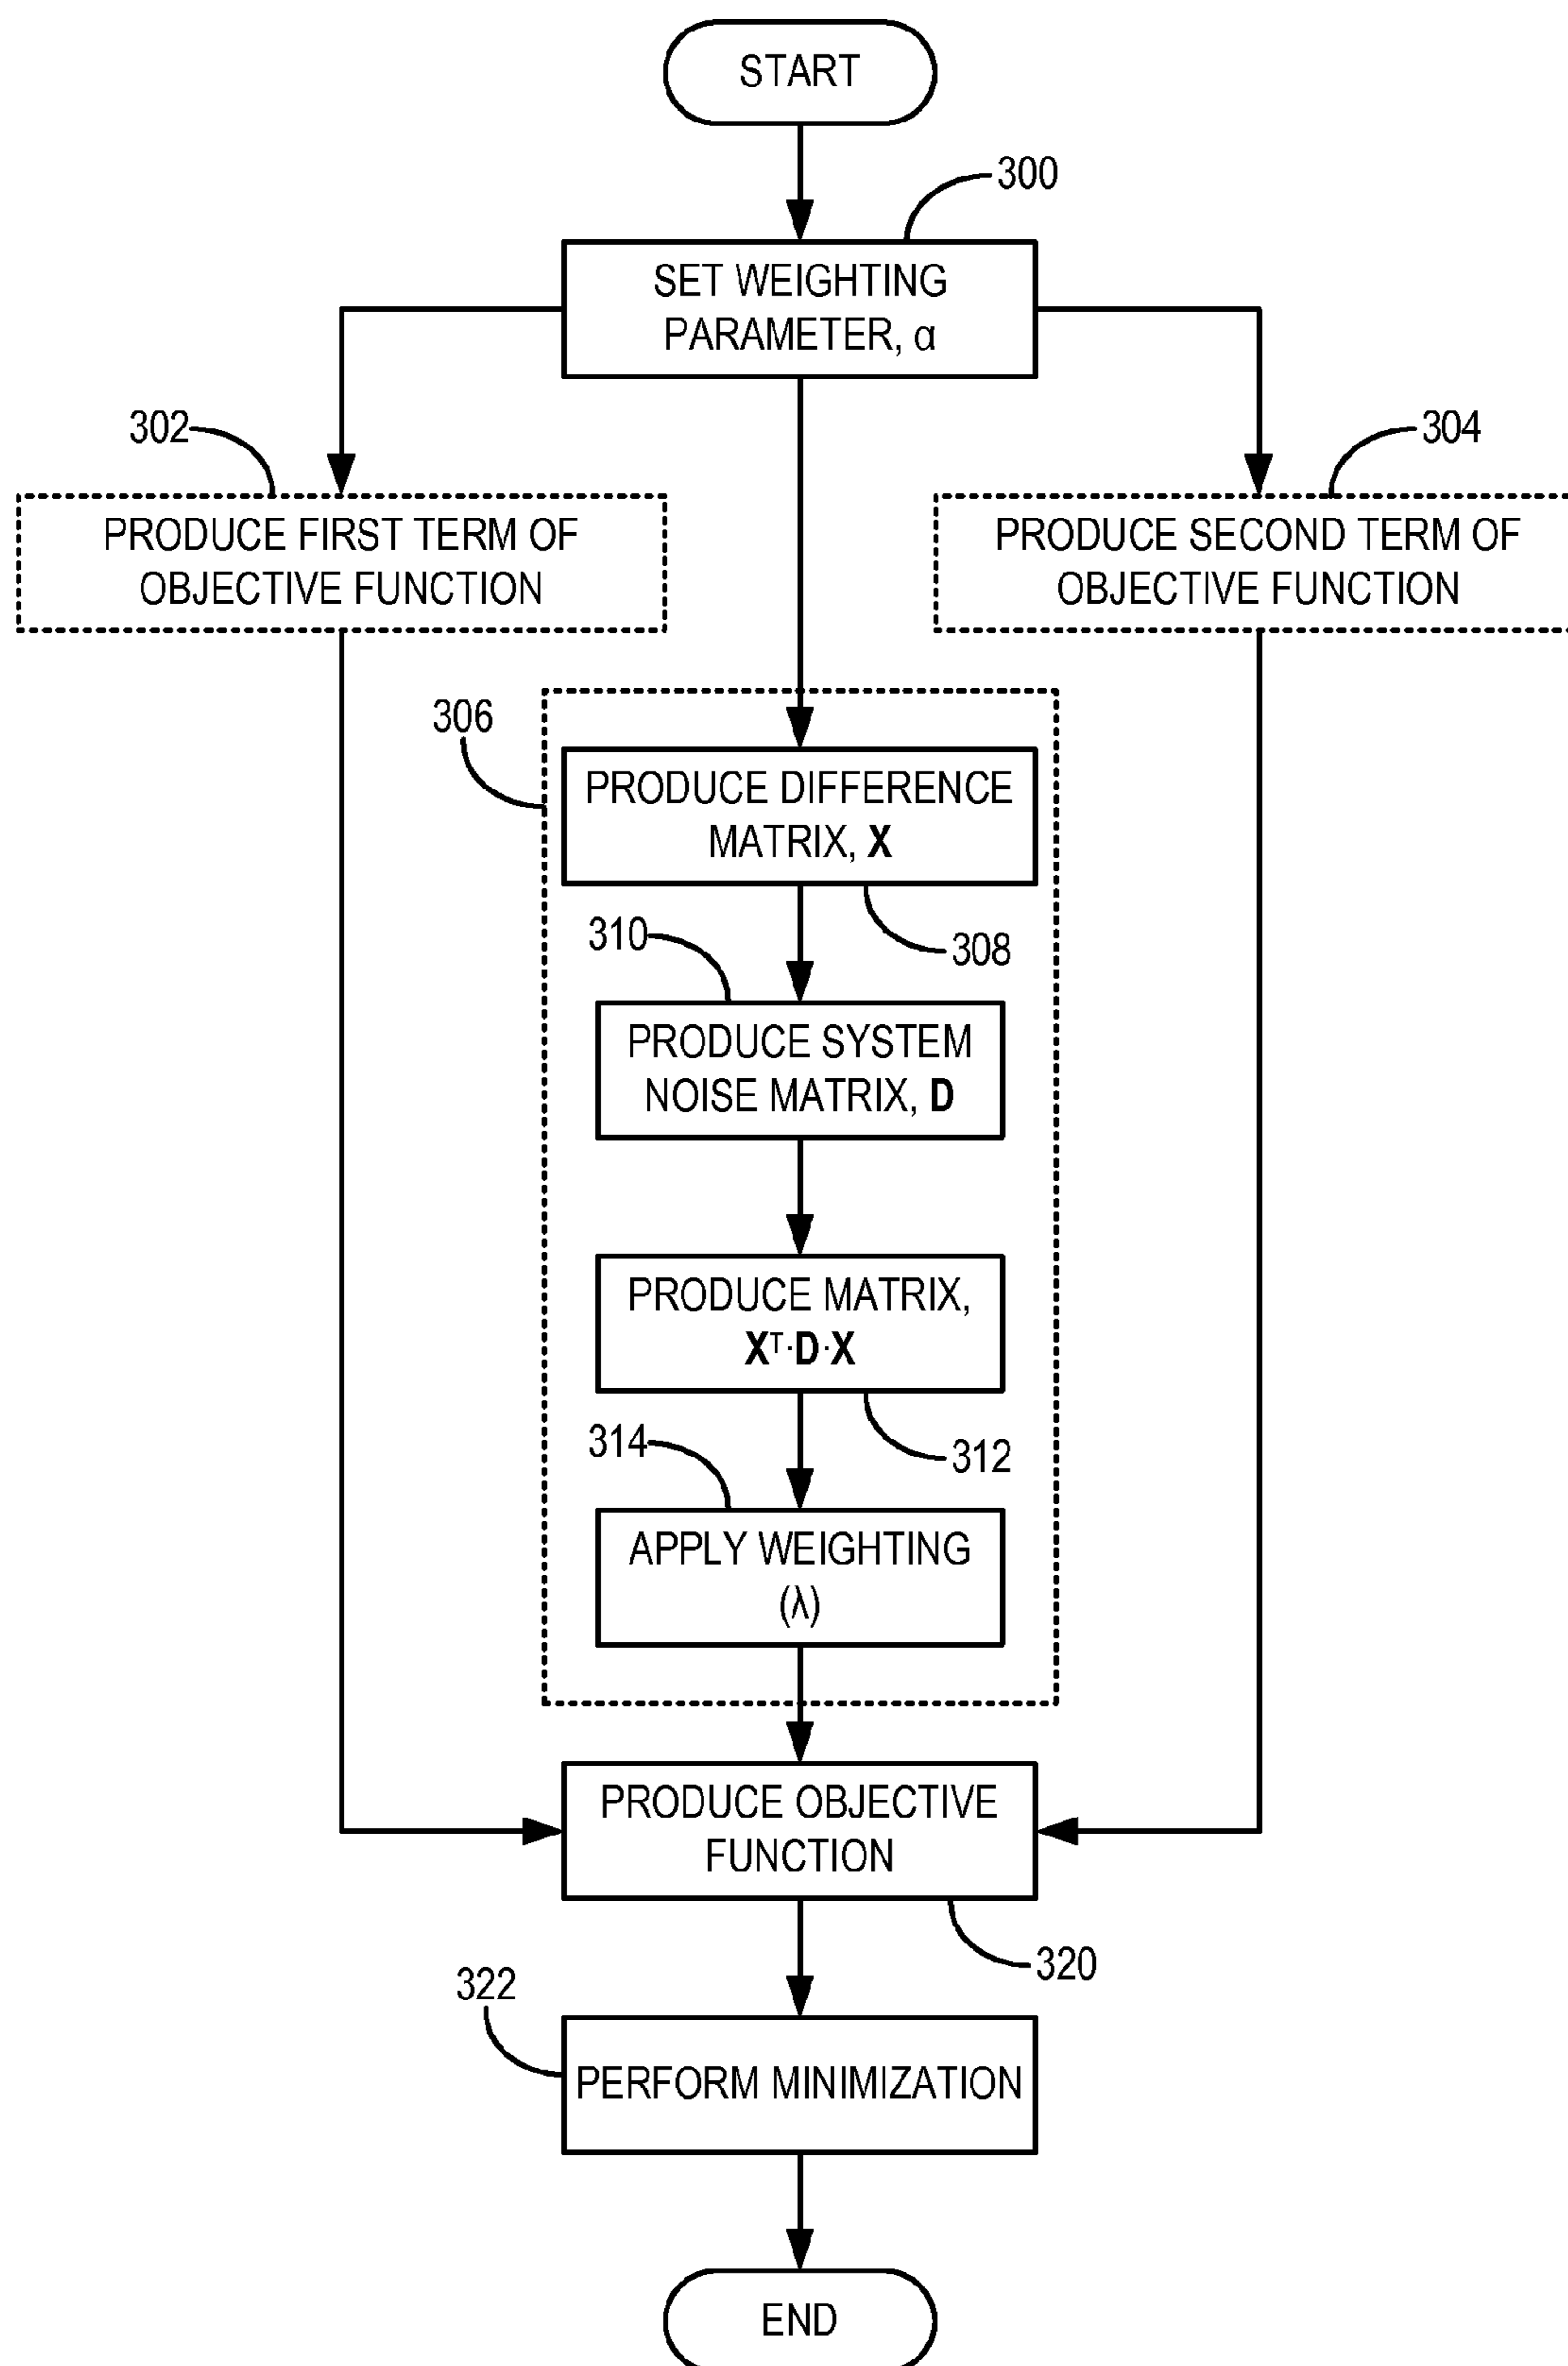 START
300
SET WEIGHTING
PARAMETER, α
302
304
PRODUCE FIRST TERM OF
OBJECTIVE FUNCTION
PRODUCE SECOND TERM OF
OBJECTIVE FUNCTION
306
PRODUCE DIFFERENCE
MATRIX, X
308
310
PRODUCE SYSTEM
NOISE MATRIX, D
PRODUCE MATRIX,
Xᵀ·D·X
312
314
APPLY WEIGHTING
(λ)
PRODUCE OBJECTIVE
FUNCTION
320
322
PERFORM MINIMIZATION
END